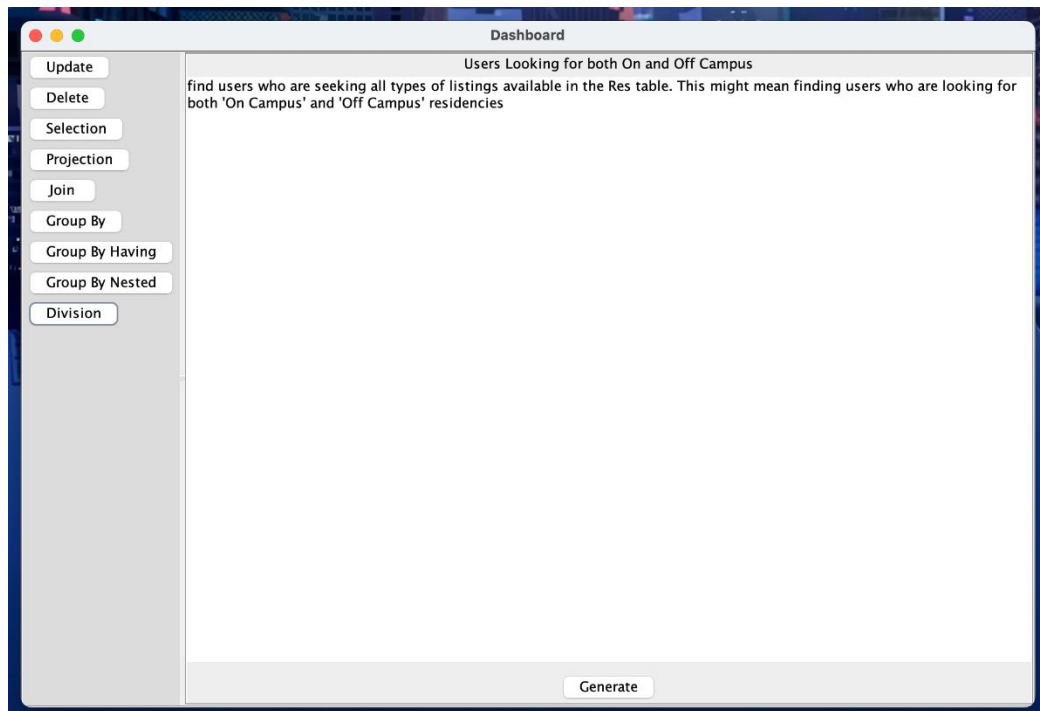 Dashboard
Update
Delete
Selection
Projection
Join
Group By
Group By Having
Group By Nested
Division
Users Looking for both On and Off Campus
find users who are seeking all types of listings available in the Res table. This might mean finding users who are looking for
both 'On Campus' and 'Off Campus' residencies
Generate